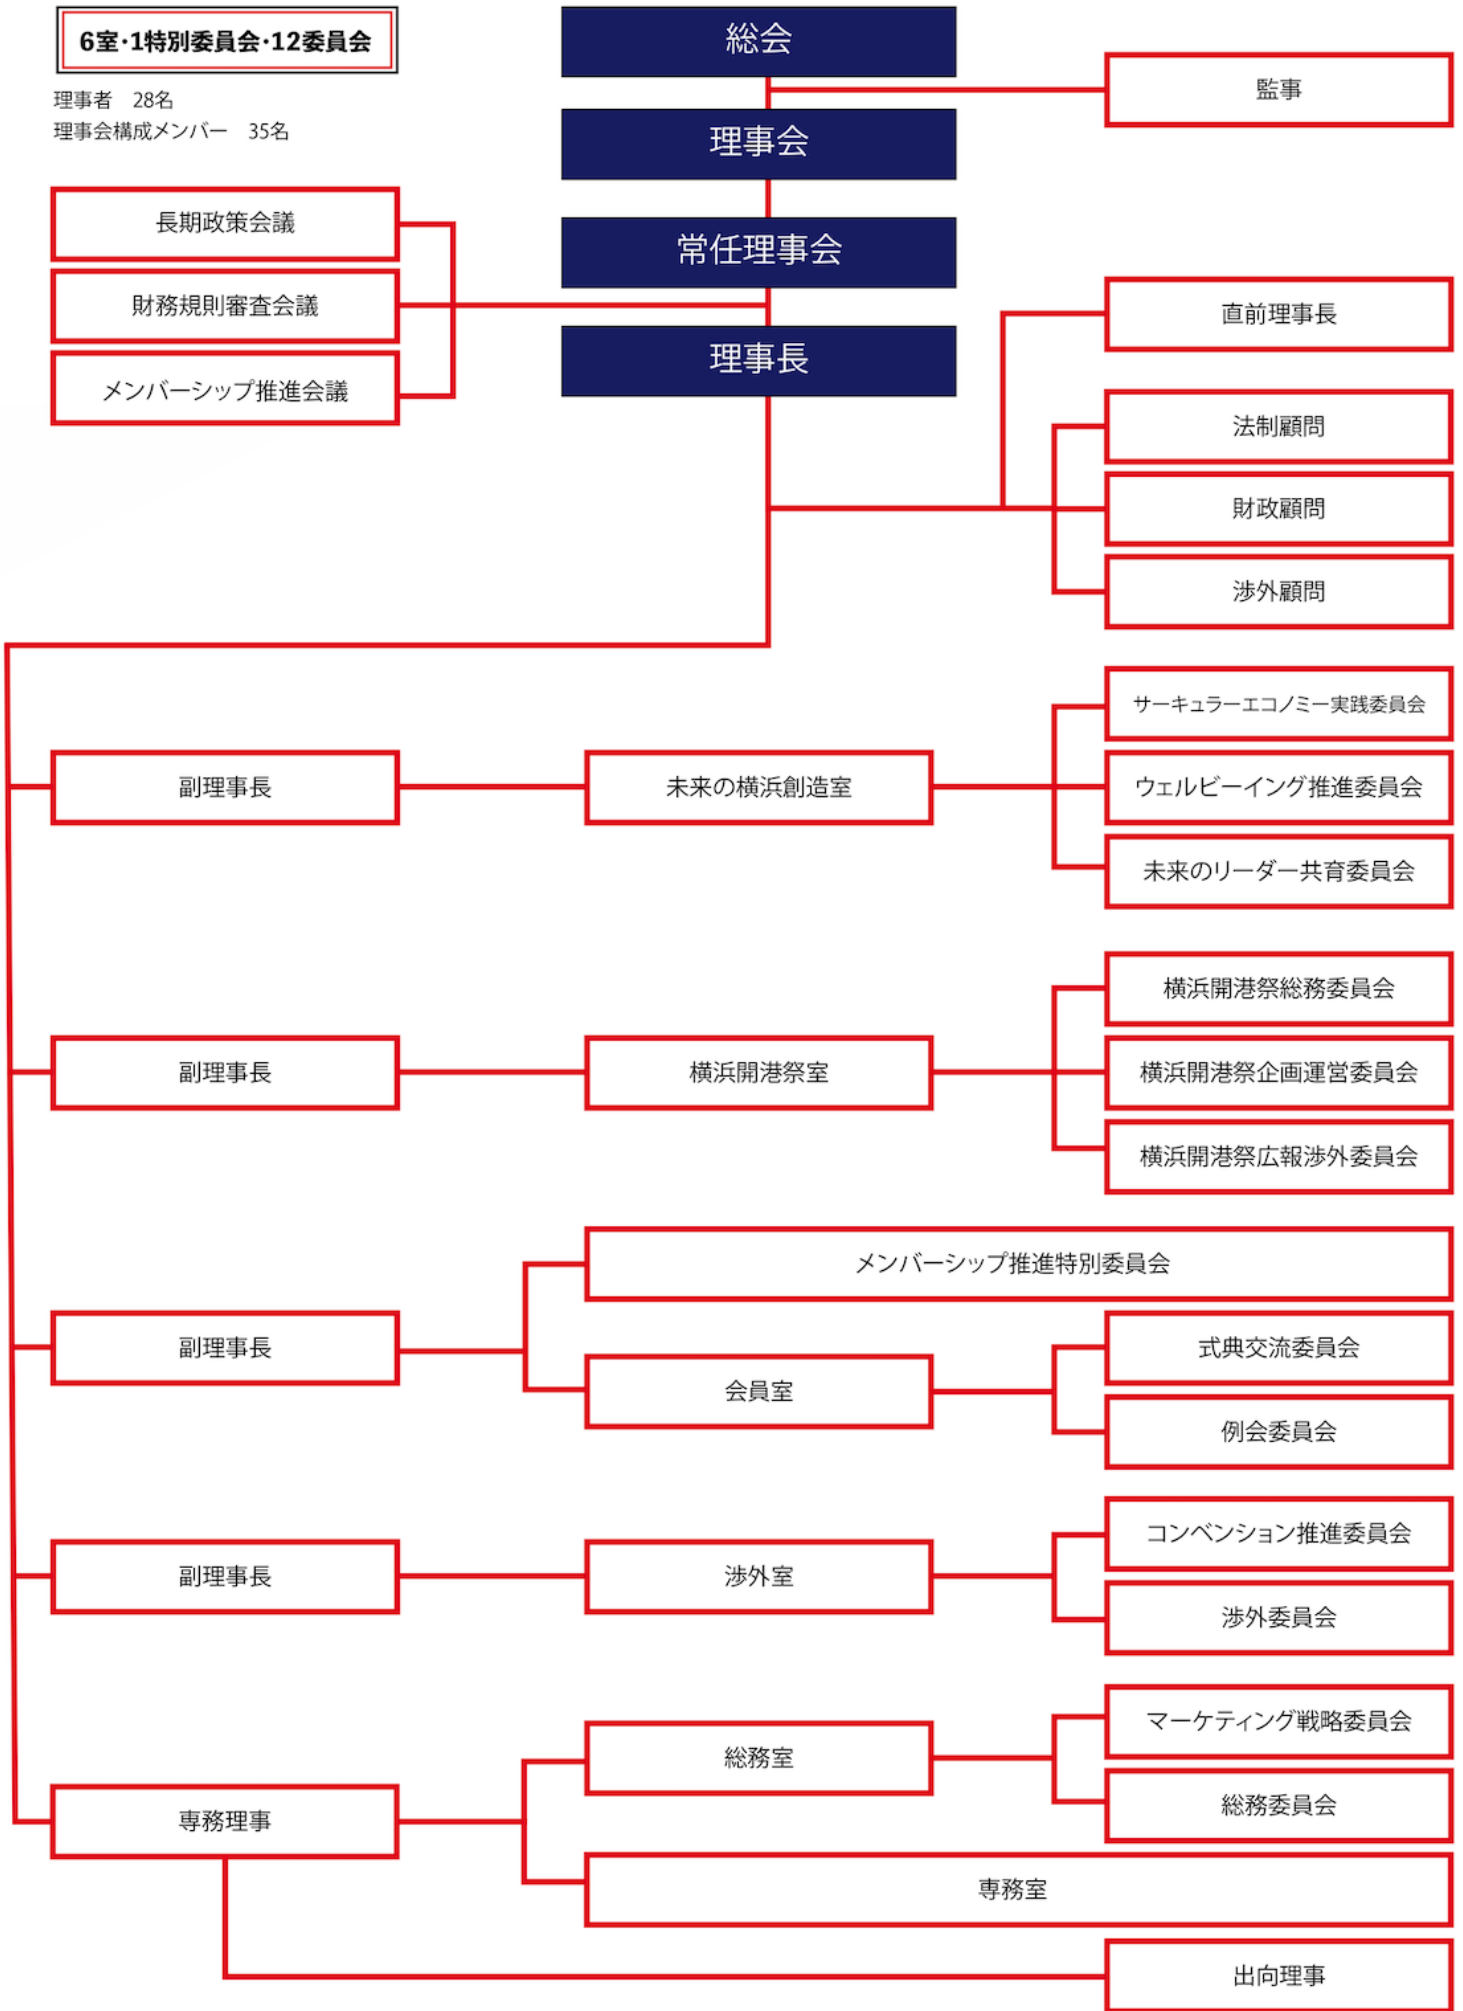 6室・1特別委員会・12委員会
理事者　28名
理事会構成メンバー　35名
総会
監事
理事会
常任理事会
長期政策会議
財務規則審査会議
メンバーシップ推進会議
理事長
直前理事長
法制顧問
財政顧問
渉外顧問
副理事長
未来の横浜創造室
サーキュラーエコノミー実践委員会
ウェルビーイング推進委員会
未来のリーダー共育委員会
副理事長
横浜開港祭室
横浜開港祭総務委員会
横浜開港祭企画運営委員会
横浜開港祭広報渉外委員会
副理事長
メンバーシップ推進特別委員会
会員室
式典交流委員会
例会委員会
副理事長
渉外室
コンベンション推進委員会
渉外委員会
専務理事
総務室
マーケティング戦略委員会
総務委員会
専務室
出向理事